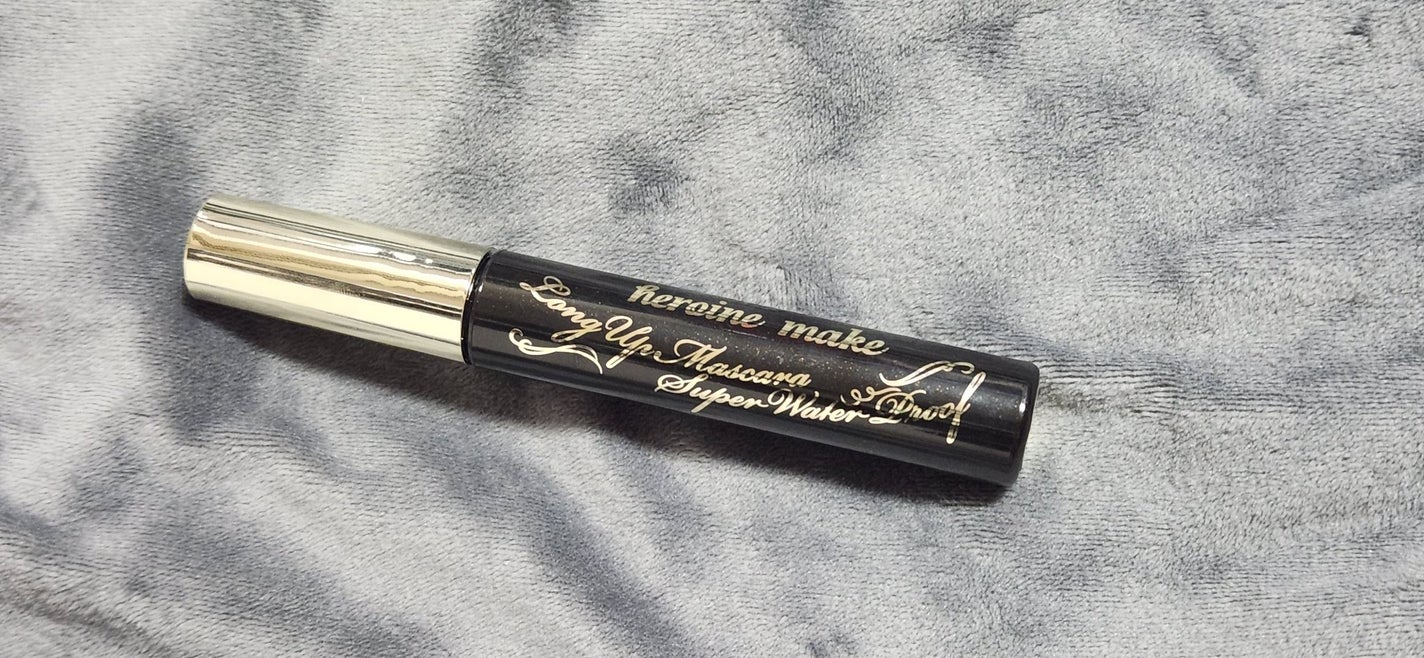 heroine make
Long Up Mascara
Super Water Proof